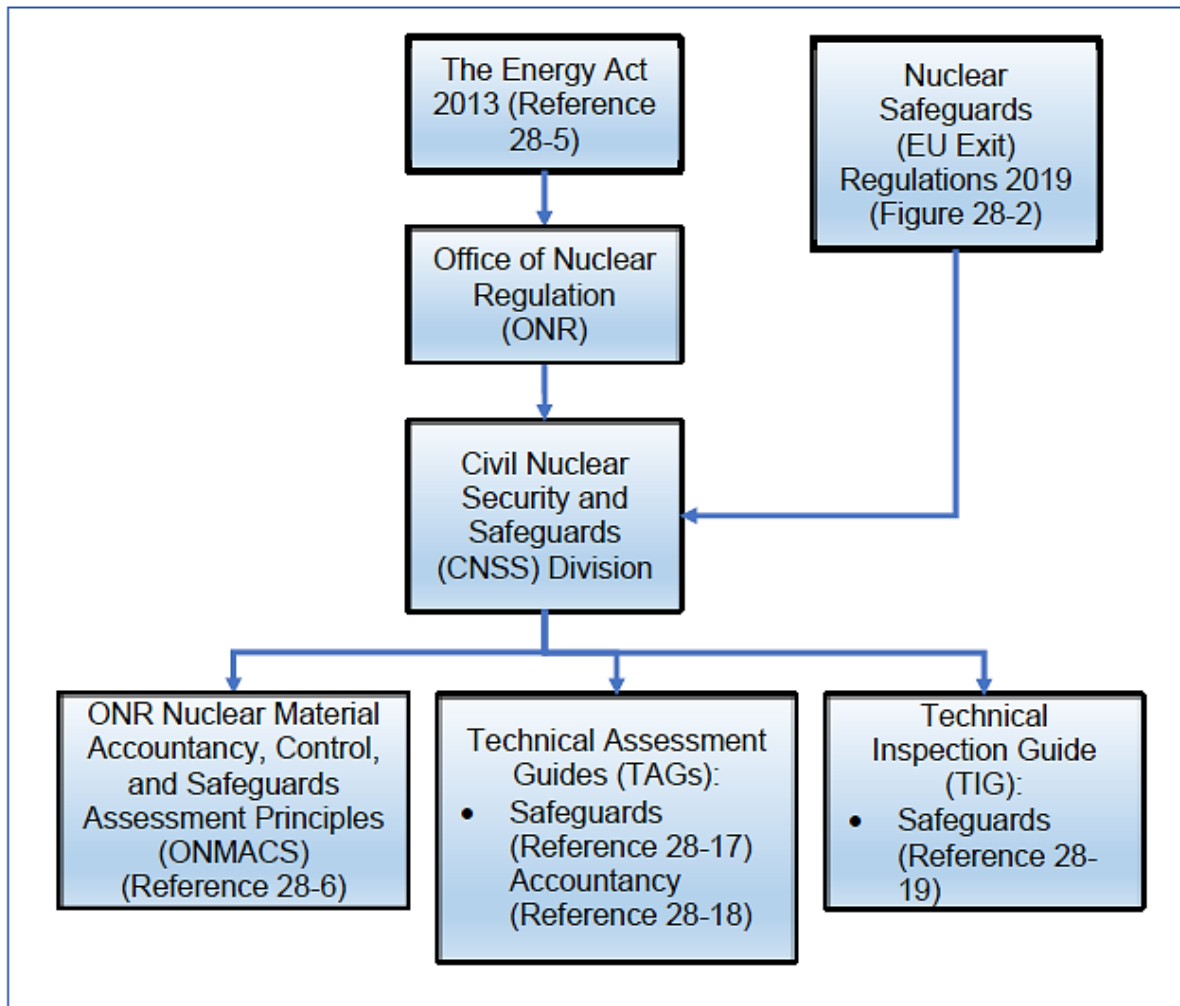 The Energy Act
2013 (Reference
28-5)
Nuclear
Safeguards
(EU Exit)
Regulations 2019
(Figure 28-2)
Office of Nuclear
Regulation
(ONR)
Civil Nuclear
Security and
Safeguards
(CNSS) Division
ONR Nuclear Material
Accountancy, Control,
and Safeguards
Assessment Principles
(ONMACS)
(Reference 28-6)
Technical Assessment
Guides (TAGs):
• Safeguards
(Reference 28-17)
Accountancy
(Reference 28-18)
Technical
Inspection Guide
(TIG):
• Safeguards
(Reference 28-
19)